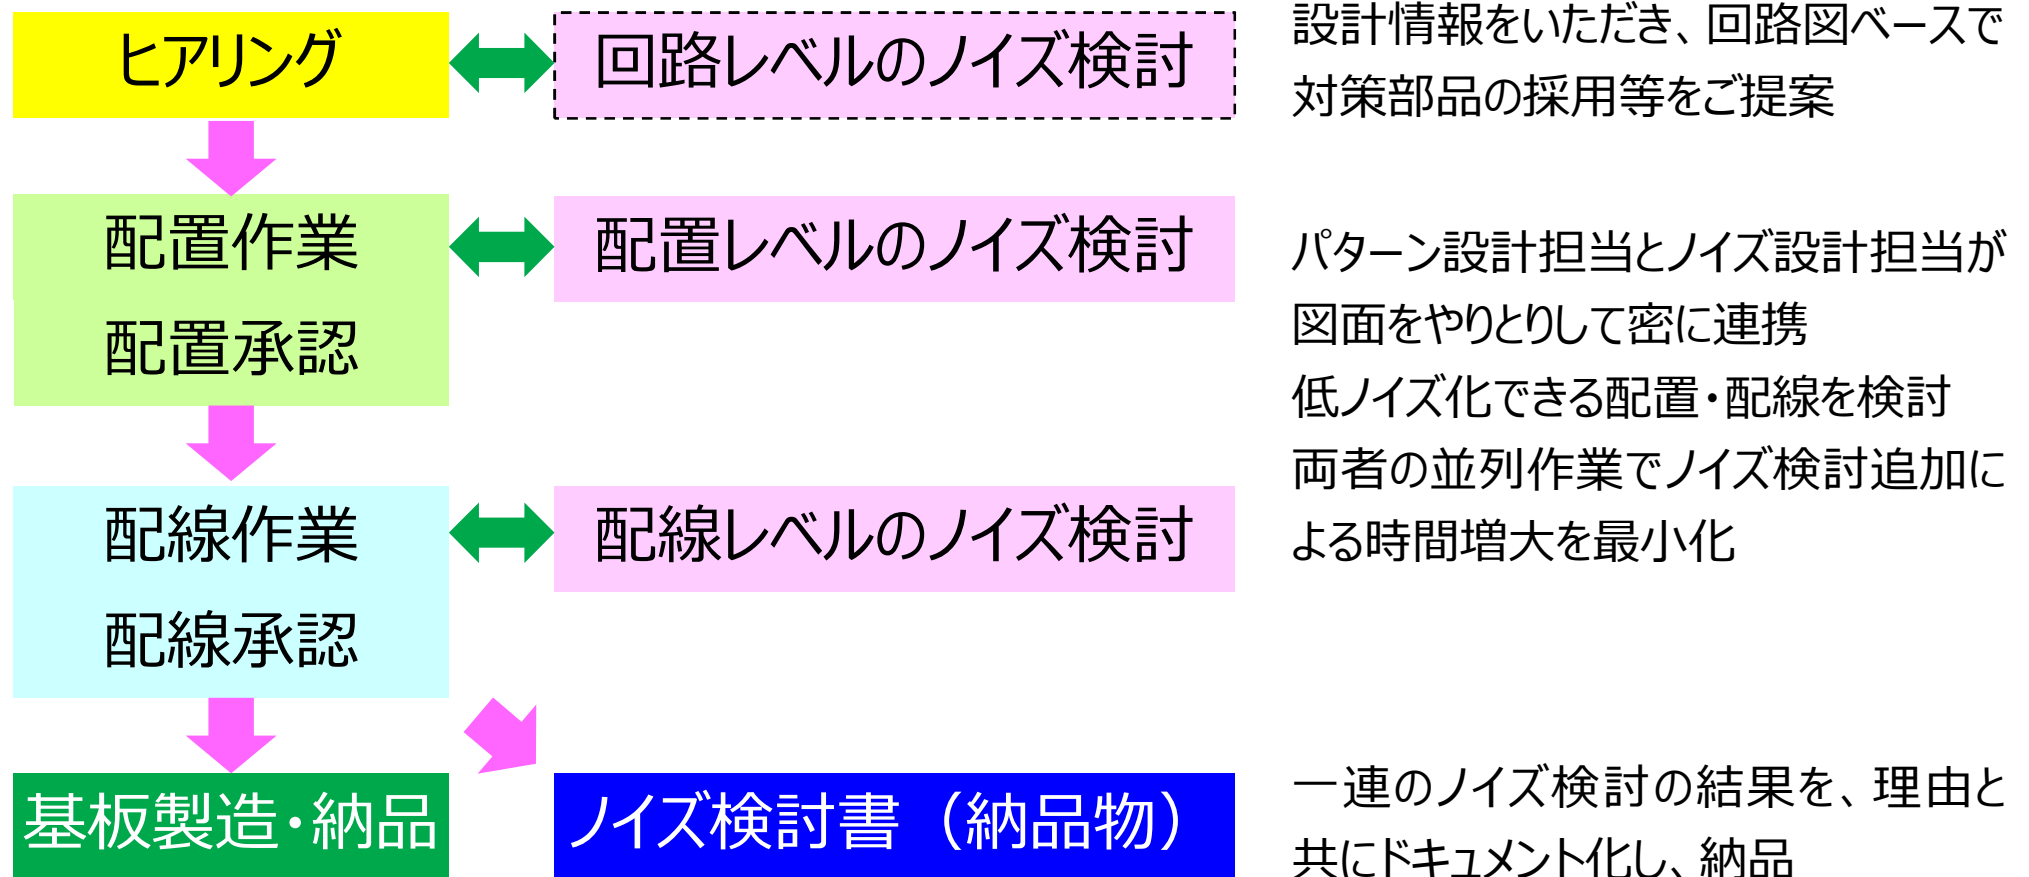 ヒアリング
回路レベルのノイズ検討
設計情報をいただき、回路図ベースで
対策部品の採用等をご提案
配置作業
配置承認
配置レベルのノイズ検討
パターン設計担当とノイズ設計担当が
図面をやりとりして密に連携
低ノイズ化できる配置・配線を検討
両者の並列作業でノイズ検討追加に
よる時間増大を最小化
配線作業
配線承認
配線レベルのノイズ検討
基板製造・納品
ノイズ検討書（納品物）
一連のノイズ検討の結果を、理由と
共にドキュメント化し、納品